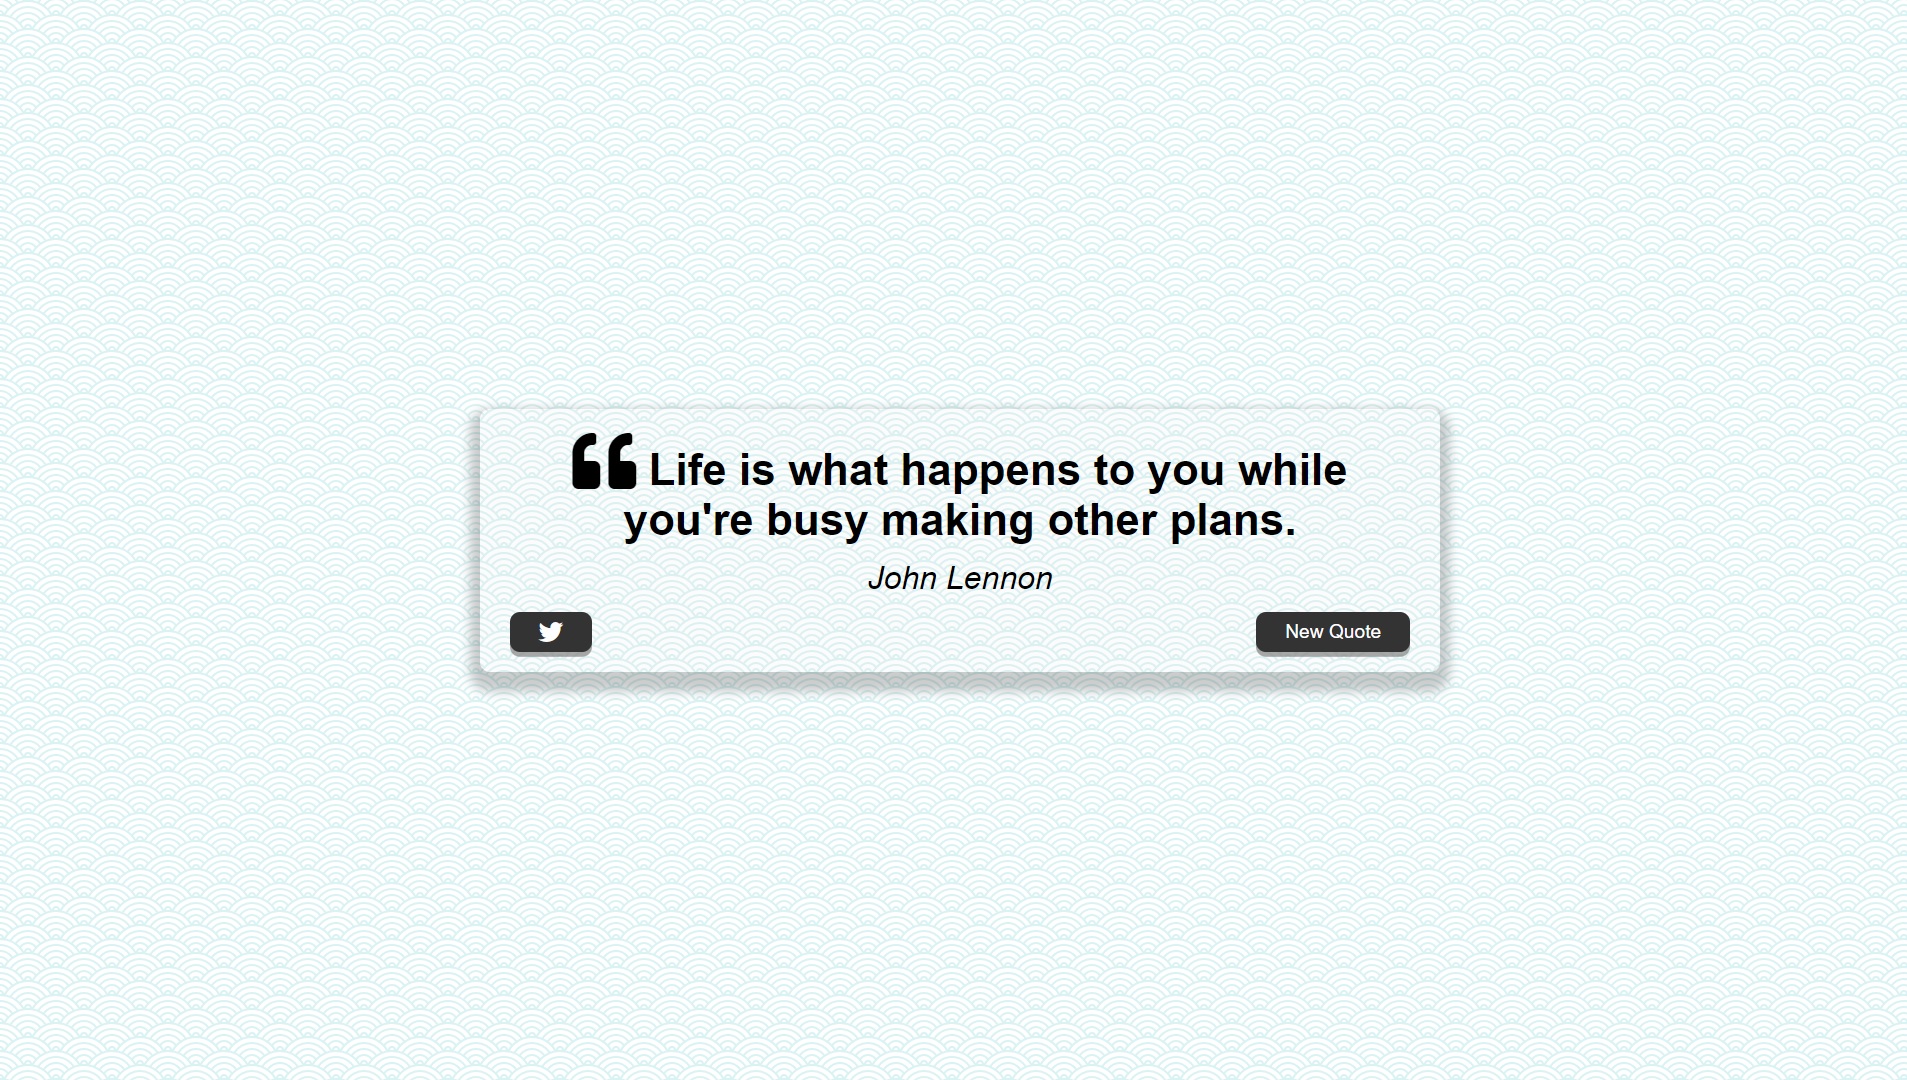 “ Life is what happens to you while
you're busy making other plans.
John Lennon
New Quote